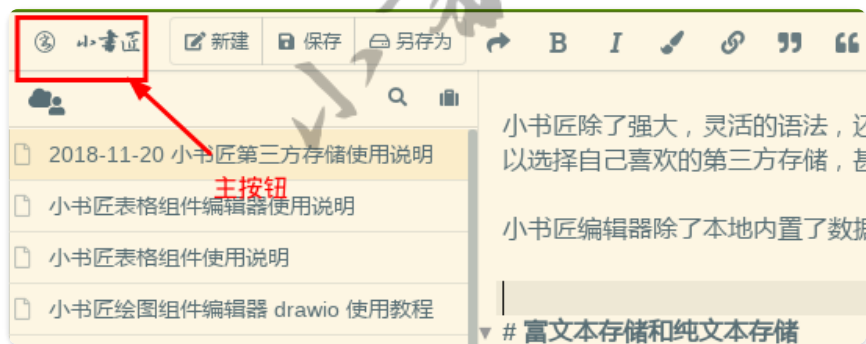 小書匠 新建 保存 另存为 B I
2018-11-20 小书匠第三方存储使用说明
主按钮
小书匠表格组件编辑器使用说明
小书匠表格组件使用说明
小书匠绘图组件编辑器 drawio 使用教程
小书匠除了强大，灵活的语法，还
以选择自己喜欢的第三方存储，甚
小书匠编辑器除了本地内置了数据
# 富文本存储和纯文本存储